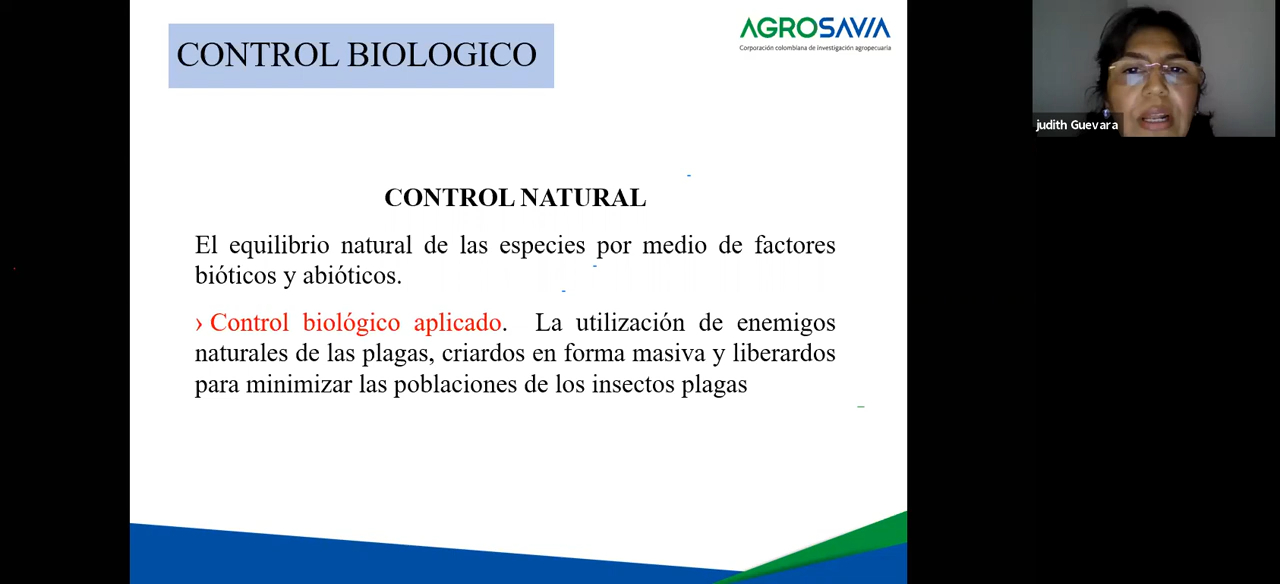 CONTROL BIOLOGICO
AGROSAVIA
Corporación colombiana de investigación agropecuaria
judith Guevara
CONTROL NATURAL
El equilibrio natural de las especies por medio de factores
bióticos y abióticos.
› Control biológico aplicado. La utilización de enemigos
naturales de las plagas, criardos en forma masiva y liberardos
para minimizar las poblaciones de los insectos plagas